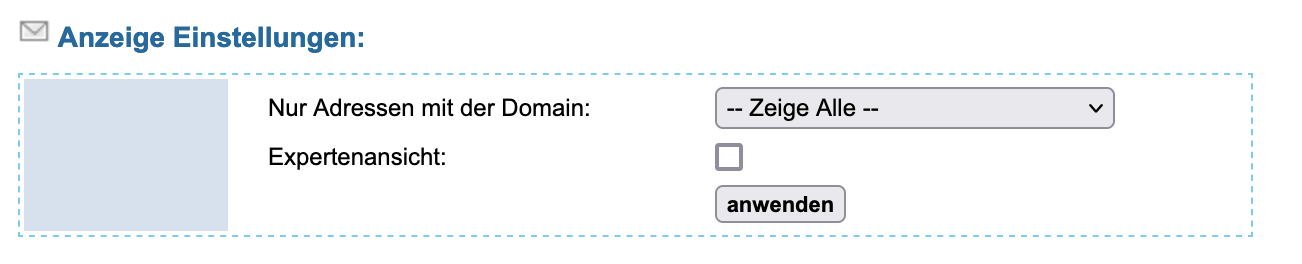 Anzeige Einstellungen:
Nur Adressen mit der Domain: -- Zeige Alle --
Expertenansicht:
anwenden